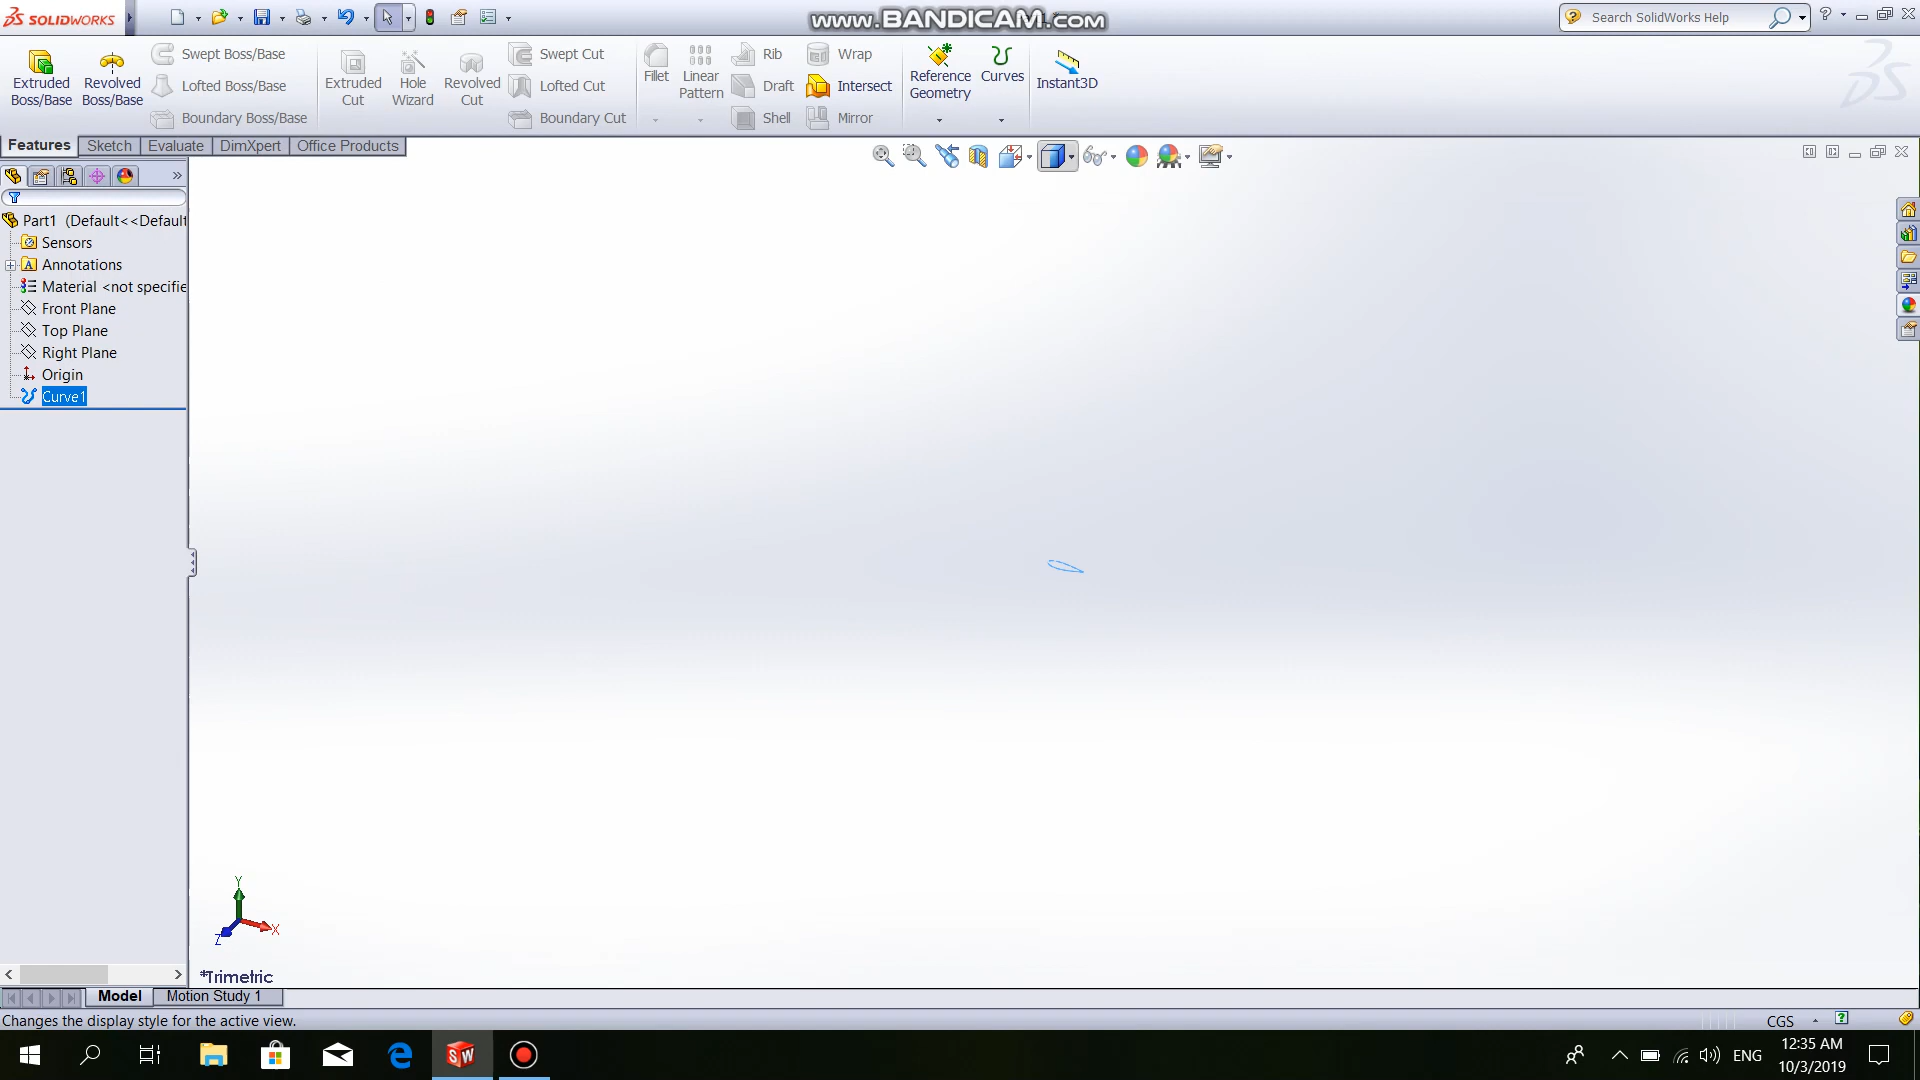 SOLIDWORKS
www.BANDICAM.com
Search SolidWorks Help
Extruded Boss/Base
Revolved Boss/Base
Swept Boss/Base
Lofted Boss/Base
Boundary Boss/Base
Extruded Cut
Hole Wizard
Revolved Cut
Swept Cut
Lofted Cut
Boundary Cut
Fillet
Linear Pattern
Rib
Draft
Shell
Wrap
Intersect
Mirror
Reference Geometry
Curves
Instant3D
Features Sketch Evaluate DimXpert Office Products
Part1 (Default<<Default
Sensors
Annotations
Material <not specifie
Front Plane
Top Plane
Right Plane
Origin
Curve1
Y
X
Z
*Trimetric
Model Motion Study 1
Changes the display style for the active view.
CGS
ENG
12:35 AM
10/3/2019